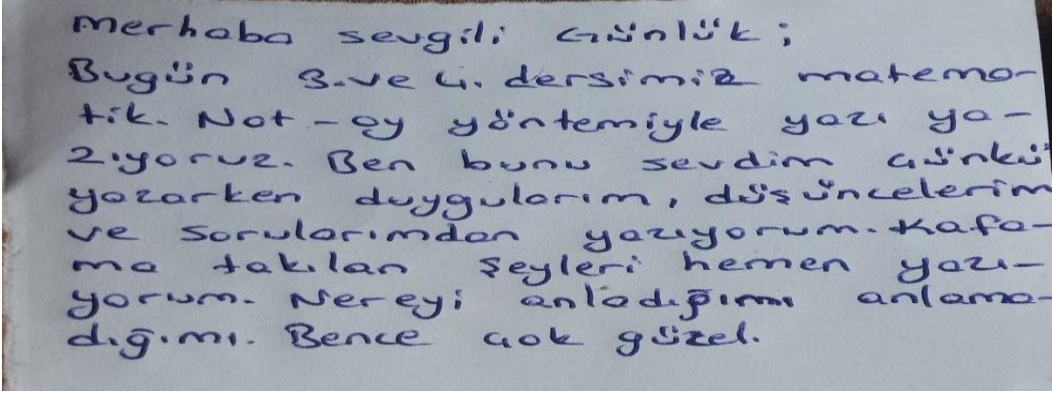 Merhaba sevgili Günlük;
Bugün 3. ve 4. dersimiz matema-
tik. Not-ay yöntemiyle yazı ya-
zıyoruz. Ben bunu sevdim çünkü
yazarken duygularım, düşüncelerim
ve sorularımdan yazıyorum. Kafa-
ma takılan şeyleri hemen yazı-
yorum. Nereyi anladığımı anlama-
dığımı. Bence çok güzel.